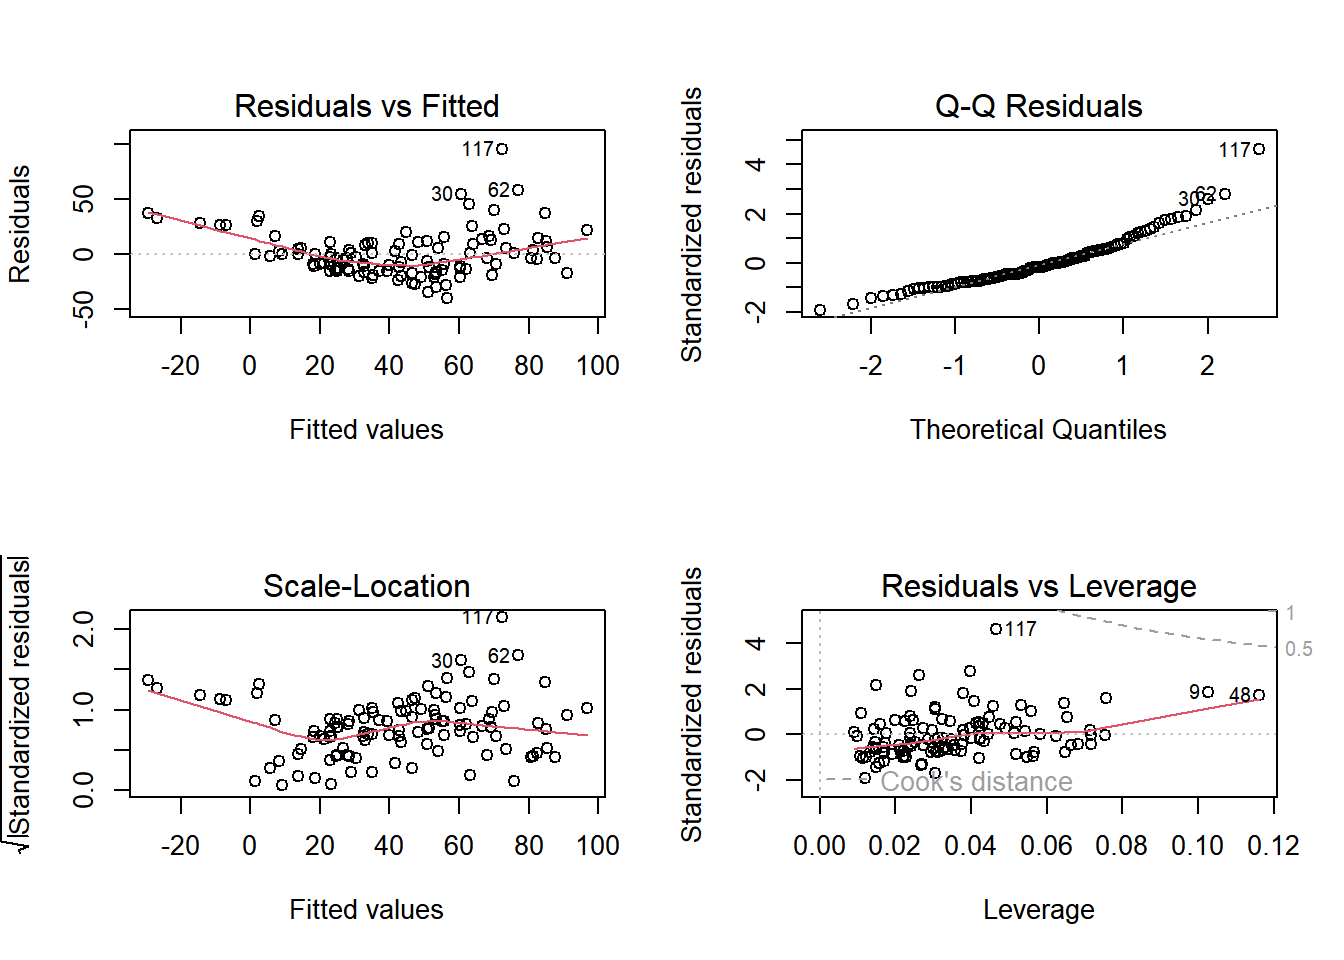 Residuals vs Fitted
Residuals
50
0
-50
117
30
62
-20 0 20 40 60 80 100
Fitted values
Q-Q Residuals
Standardized residuals
4
2
0
-2
117
62
30
-2 -1 0 1 2
Theoretical Quantiles
Scale-Location
√|Standardized residuals|
2.0
1.0
0.0
117
30
62
-20 0 20 40 60 80 100
Fitted values
Residuals vs Leverage
Standardized residuals
4
2
0
-2
117
9
48
1
0.5
Cook's distance
0.00 0.02 0.04 0.06 0.08 0.10 0.12
Leverage